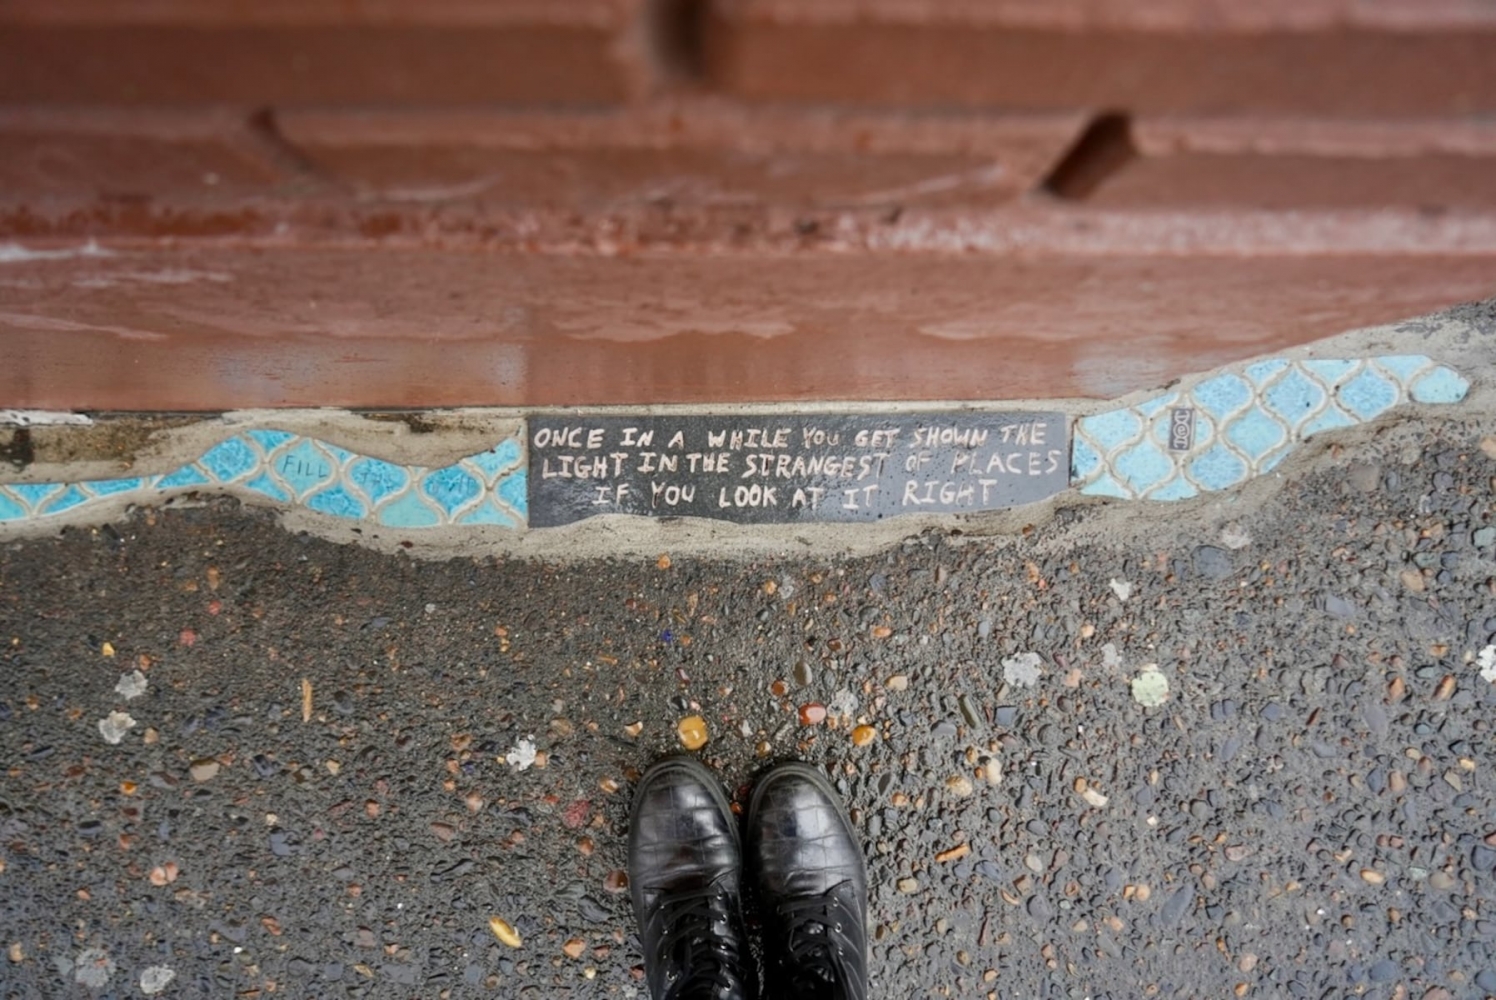 ONCE IN A WHILE YOU GET SHOWN THE
LIGHT IN THE STRANGEST OF PLACES
IF YOU LOOK AT IT RIGHT
FILL